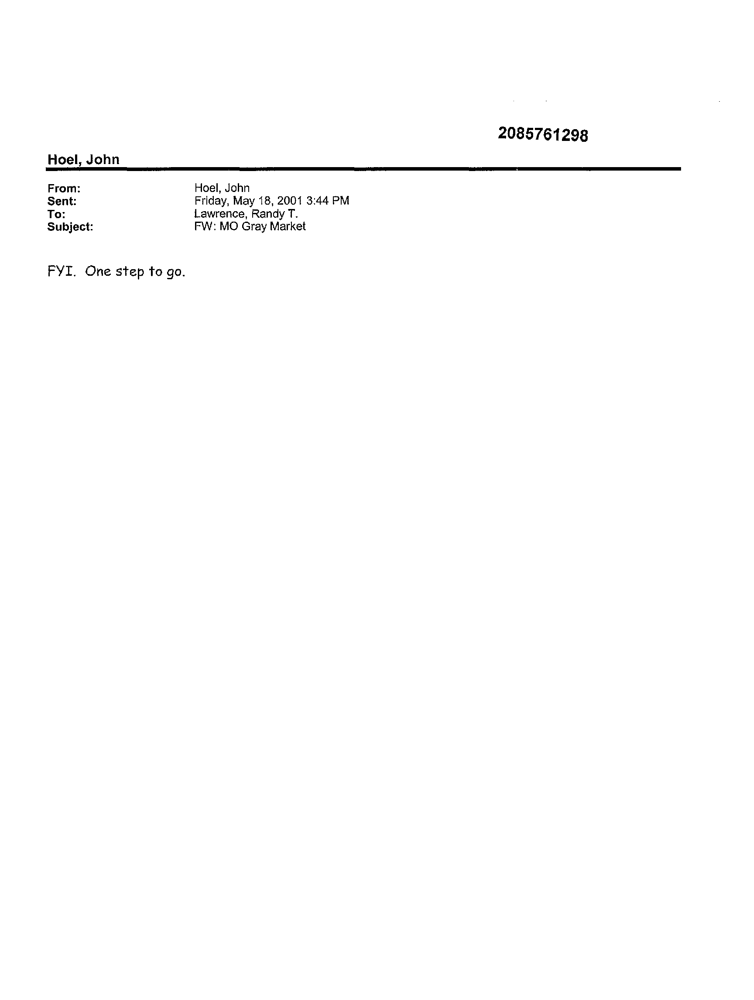 2085761298
Hoel, John
From: Hoel, John
Sent: Friday, May 18, 2001 3:44 PM
To: Lawrence, Randy T.
Subject: FW: MO Gray Market
FYI. One step to go.